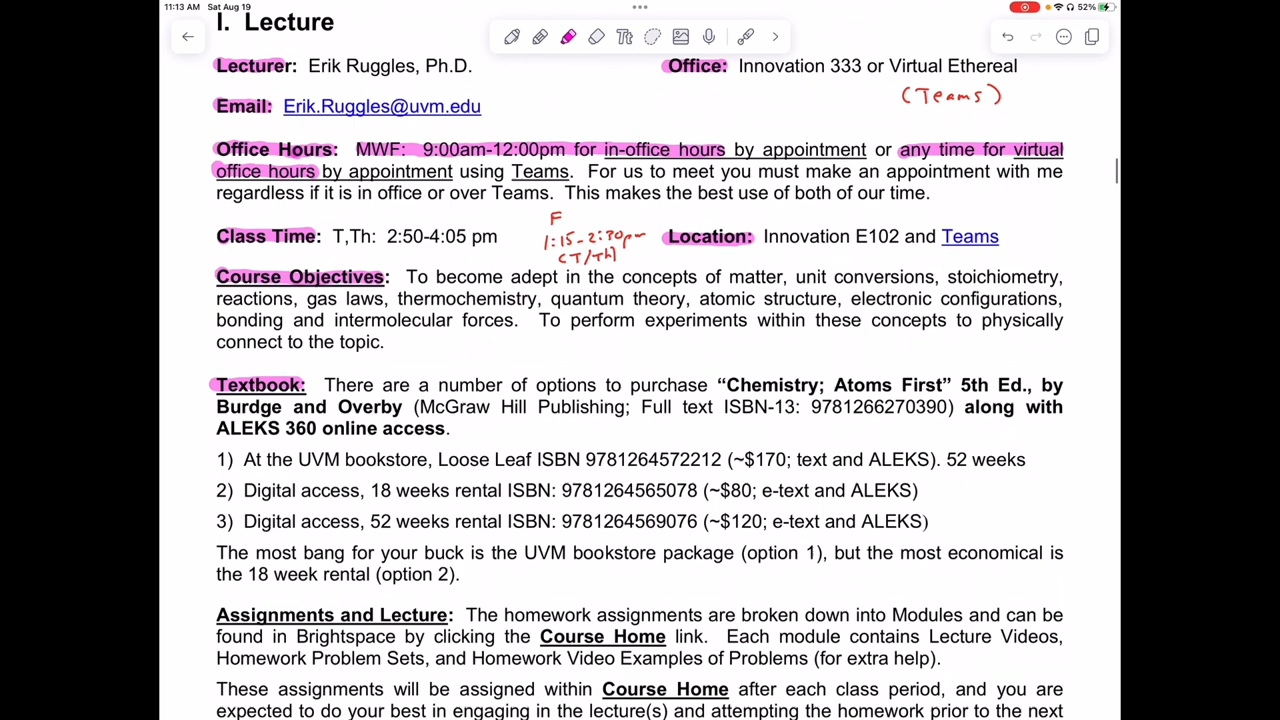 11:13 AM Sat Aug 19 52%
I. Lecture
Lecturer: Erik Ruggles, Ph.D. Office: Innovation 333 or Virtual Ethereal
(Teams)
Email: Erik.Ruggles@uvm.edu
Office Hours: MWF: 9:00am-12:00pm for in-office hours by appointment or any time for virtual
office hours by appointment using Teams. For us to meet you must make an appointment with me
regardless if it is in office or over Teams. This makes the best use of both of our time.
F
Class Time: T,Th: 2:50-4:05 pm 1:15-2:30pm Location: Innovation E102 and Teams
(T/Th)
Course Objectives: To become adept in the concepts of matter, unit conversions, stoichiometry,
reactions, gas laws, thermochemistry, quantum theory, atomic structure, electronic configurations,
bonding and intermolecular forces. To perform experiments within these concepts to physically
connect to the topic.
Textbook: There are a number of options to purchase “Chemistry; Atoms First” 5th Ed., by
Burdge and Overby (McGraw Hill Publishing; Full text ISBN-13: 9781266270390) along with
ALEKS 360 online access.
1) At the UVM bookstore, Loose Leaf ISBN 9781264572212 (~$170; text and ALEKS). 52 weeks
2) Digital access, 18 weeks rental ISBN: 9781264565078 (~$80; e-text and ALEKS)
3) Digital access, 52 weeks rental ISBN: 9781264569076 (~$120; e-text and ALEKS)
The most bang for your buck is the UVM bookstore package (option 1), but the most economical is
the 18 week rental (option 2).
Assignments and Lecture: The homework assignments are broken down into Modules and can be
found in Brightspace by clicking the Course Home link. Each module contains Lecture Videos,
Homework Problem Sets, and Homework Video Examples of Problems (for extra help).
These assignments will be assigned within Course Home after each class period, and you are
expected to do your best in engaging in the lecture(s) and attempting the homework prior to the next